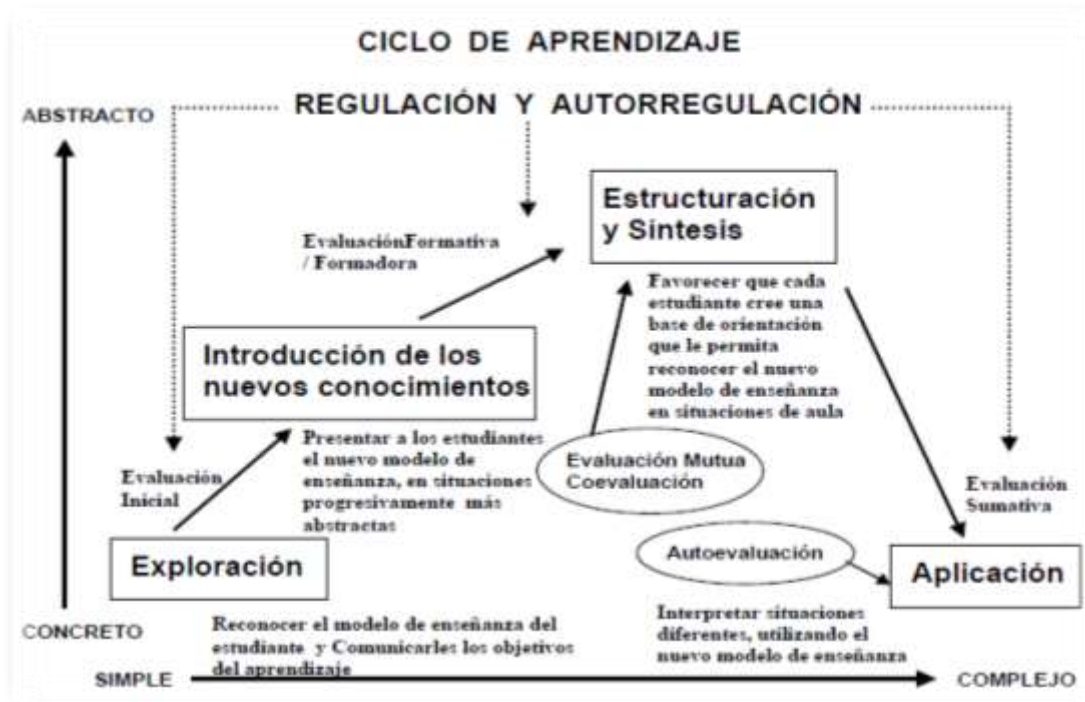 CICLO DE APRENDIZAJE
REGULACIÓN Y AUTORREGULACIÓN
ABSTRACTO
Estructuración
y Síntesis
EvaluaciónFormativa
/ Formadora
Favorecer que cada
estudiante cree una
base de orientación
que le permita
reconocer el nuevo
modelo de enseñanza
en situaciones de aula
Introducción de los
nuevos conocimientos
Presentar a los estudiantes
el nuevo modelo de
enseñanza, en situaciones
progresivamente más
abstractas
Evaluación Mutua
Coevaluación
Evaluación
Inicial
Evaluación
Sumativa
Exploración
Autoevaluación
Aplicación
Reconocer el modelo de enseñanza del
estudiante y Comunicarles los objetivos
del aprendizaje
Interpretar situaciones
diferentes, utilizando el
nuevo modelo de enseñanza
CONCRETO
SIMPLE
COMPLEJO